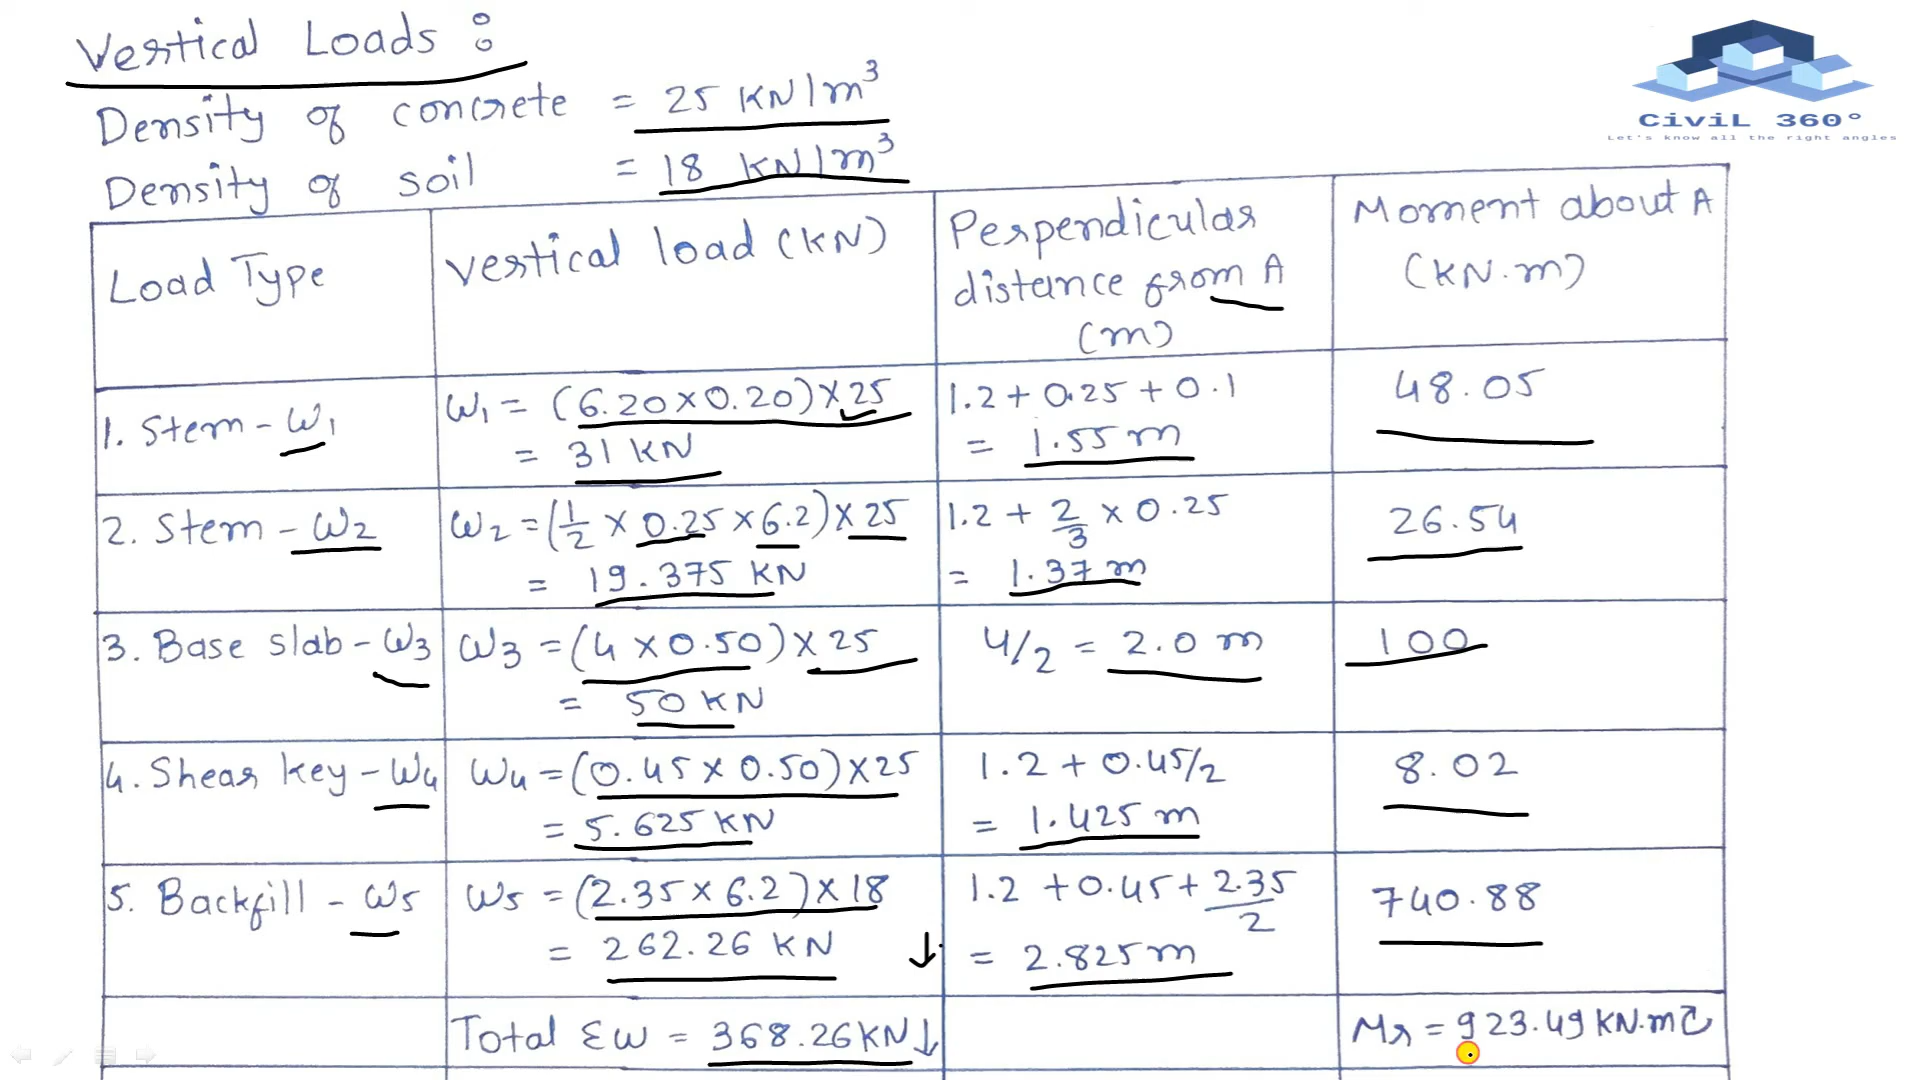 Vertical Loads :
Density of concrete = 25 KN/m³
Density of soil = 18 KN/m³
CiviL 360°
Let's know all the right angles
Load Type
Vertical load (KN)
Perpendicular distance from A (m)
Moment about A (KN.m)
1. Stem - W1
W1 = (6.20 × 0.20) × 25
= 31 KN
1.2 + 0.25 + 0.1
= 1.55 m
48.05
2. Stem - W2
W2 = (1/2 × 0.25 × 6.2) × 25
= 19.375 KN
1.2 + 2/3 × 0.25
= 1.37 m
26.54
3. Base slab - W3
W3 = (4 × 0.50) × 25
= 50 KN
4/2 = 2.0 m
100
4. Shear key - W4
W4 = (0.45 × 0.50) × 25
= 5.625 KN
1.2 + 0.45/2
= 1.425 m
8.02
5. Backfill - W5
W5 = (2.35 × 6.2) × 18
= 262.26 KN ↓
1.2 + 0.45 + 2.35/2
= 2.825 m
740.88
Total ΣW = 368.26 KN ↓
Mr = 923.49 KN.m ↻